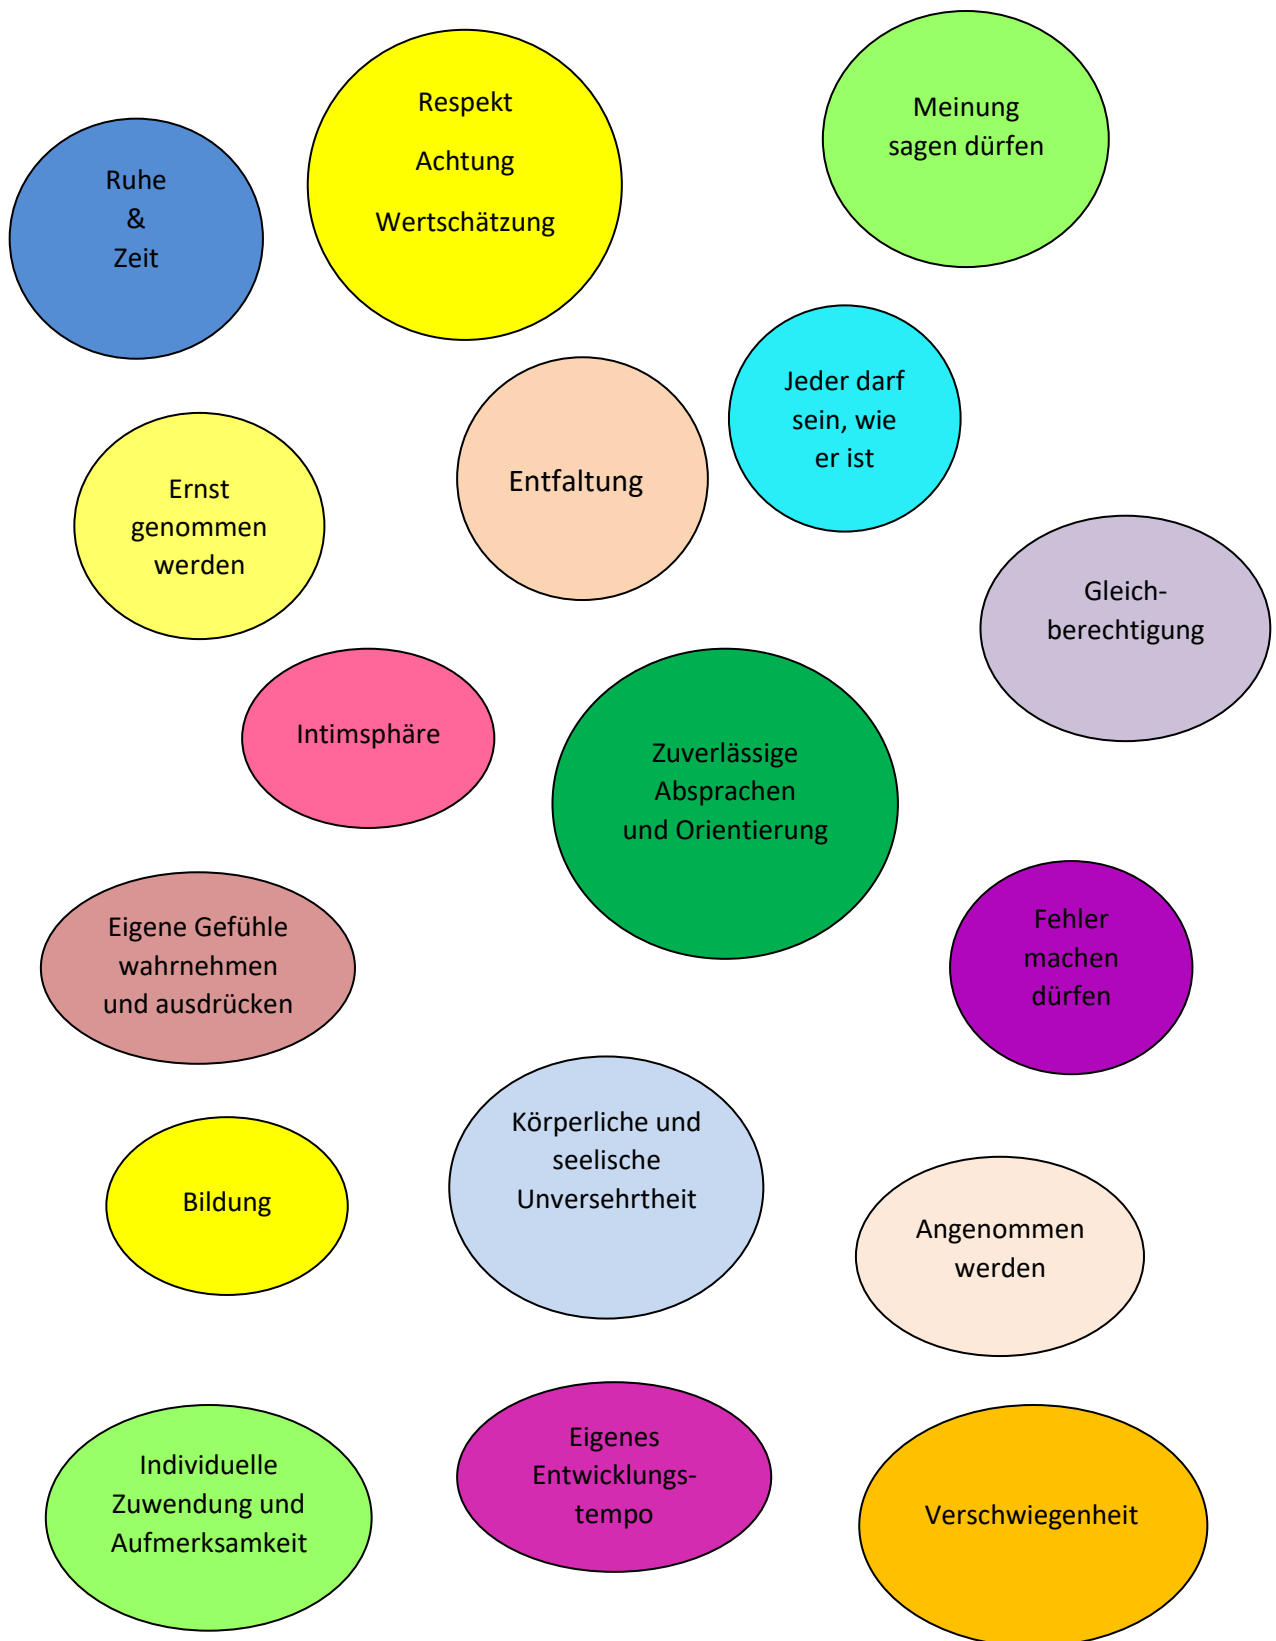 Ruhe
&
Zeit
Respekt
Achtung
Wertschätzung
Meinung
sagen dürfen
Jeder darf
sein, wie
er ist
Entfaltung
Ernst
genommen
werden
Gleich-
berechtigung
Intimsphäre
Zuverlässige
Absprachen
und Orientierung
Eigene Gefühle
wahrnehmen
und ausdrücken
Fehler
machen
dürfen
Körperliche und
seelische
Unversehrtheit
Bildung
Angenommen
werden
Individuelle
Zuwendung und
Aufmerksamkeit
Eigenes
Entwicklungs-
tempo
Verschwiegenheit